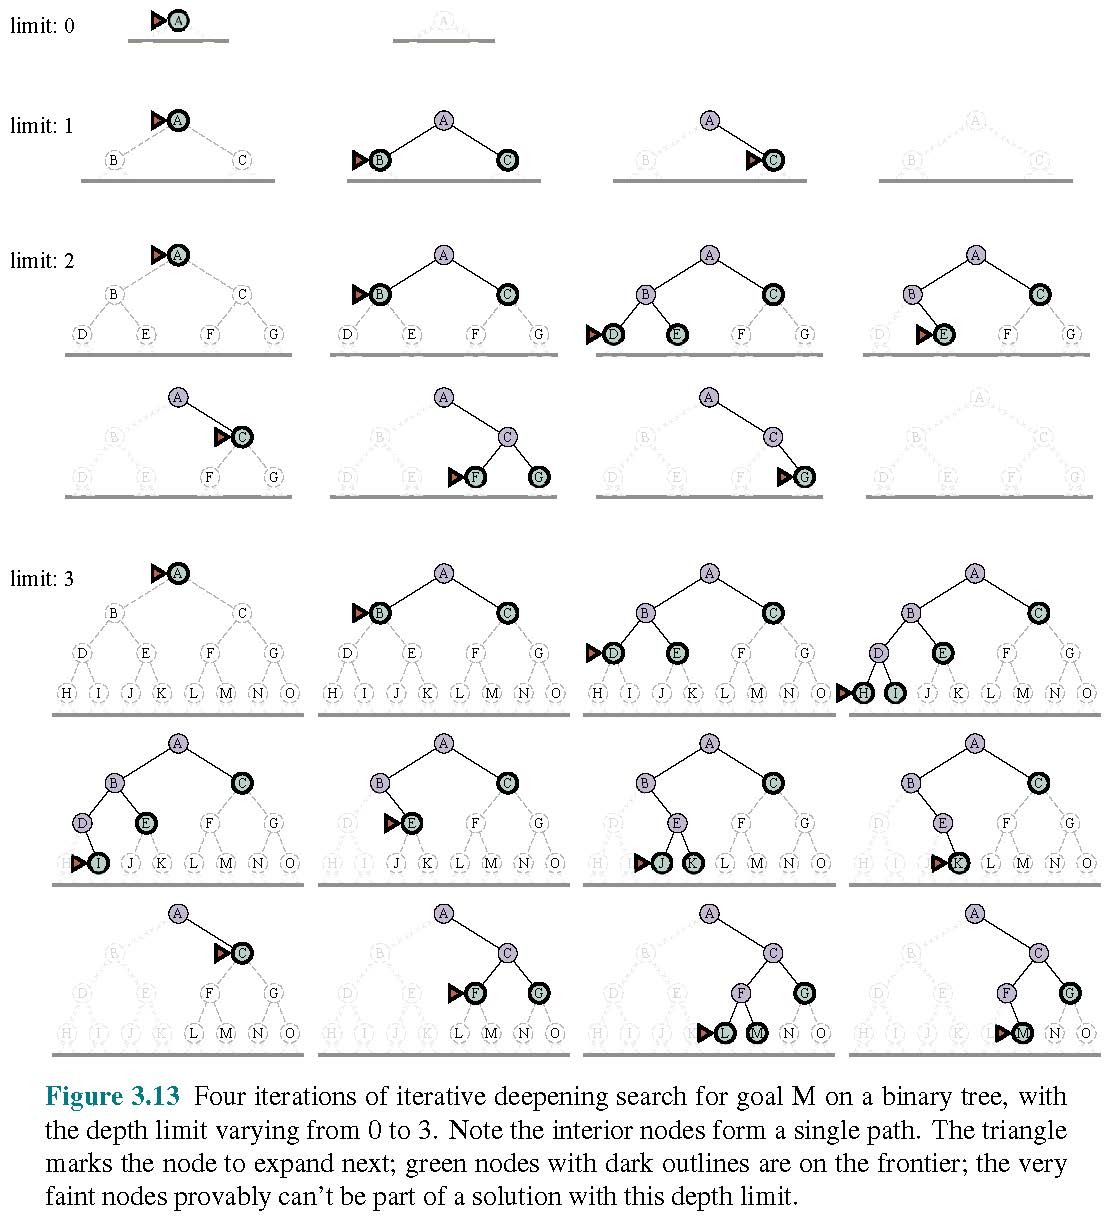 limit: 0 A A
limit: 1 A A A A
B C B C B C B C
limit: 2 A A A A
B C B C B C B C
D E F G D E F G D E F G D E F G
A A A A
B C B C B C B C
D E F G D E F G D E F G D E F G
limit: 3 A A A A
B C B C B C B C
D E F G D E F G D E F G D E F G
H I J K L M N O H I J K L M N O H I J K L M N O H I J K L M N O
A A A A
B C B C B C B C
D E F G D E F G D E F G D E F G
H I J K L M N O H I J K L M N O H I J K L M N O H I J K L M N O
A A A A
B C B C B C B C
D E F G D E F G D E F G D E F G
H I J K L M N O H I J K L M N O H I J K L M N O H I J K L M N O
Figure 3.13 Four iterations of iterative deepening search for goal M on a binary tree, with
the depth limit varying from 0 to 3. Note the interior nodes form a single path. The triangle
marks the node to expand next; green nodes with dark outlines are on the frontier; the very
faint nodes provably can’t be part of a solution with this depth limit.